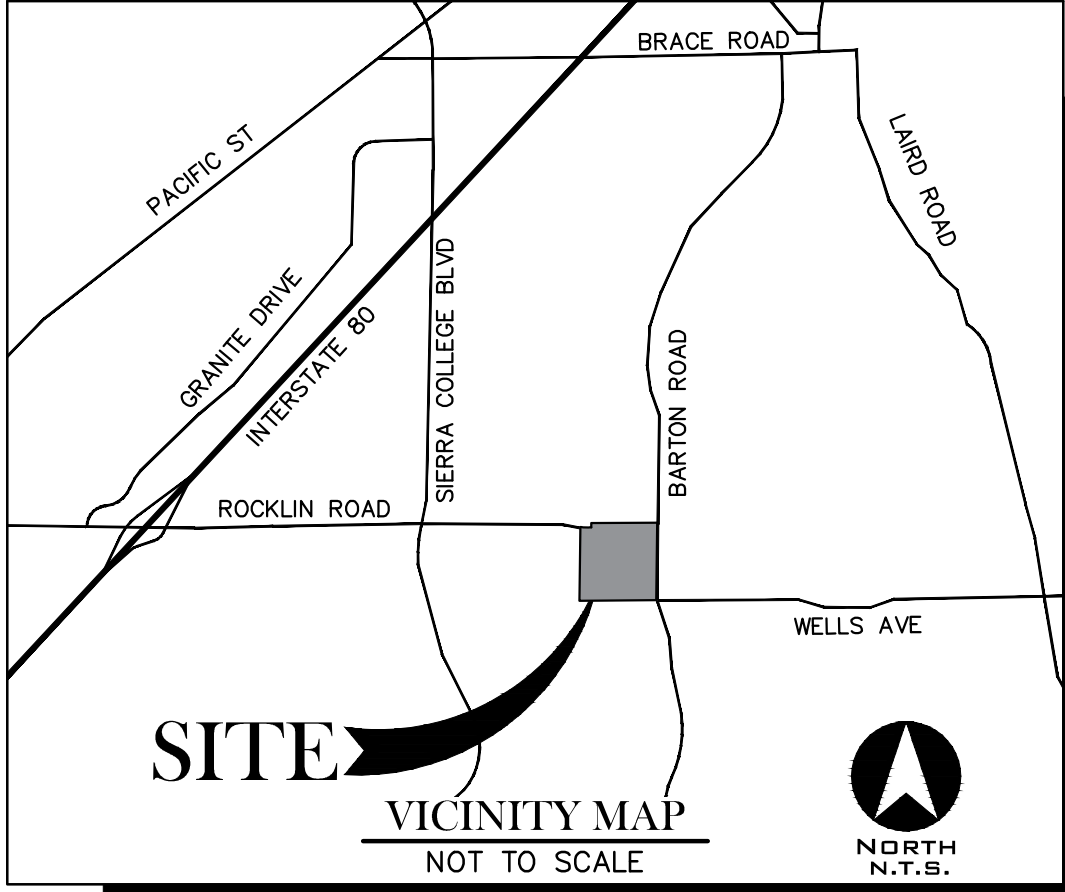 BRACE ROAD
PACIFIC ST
LAIRD ROAD
GRANITE DRIVE
INTERSTATE 80
SIERRA COLLEGE BLVD
BARTON ROAD
ROCKLIN ROAD
WELLS AVE
SITE
VICINITY MAP
NOT TO SCALE
NORTH
N.T.S.